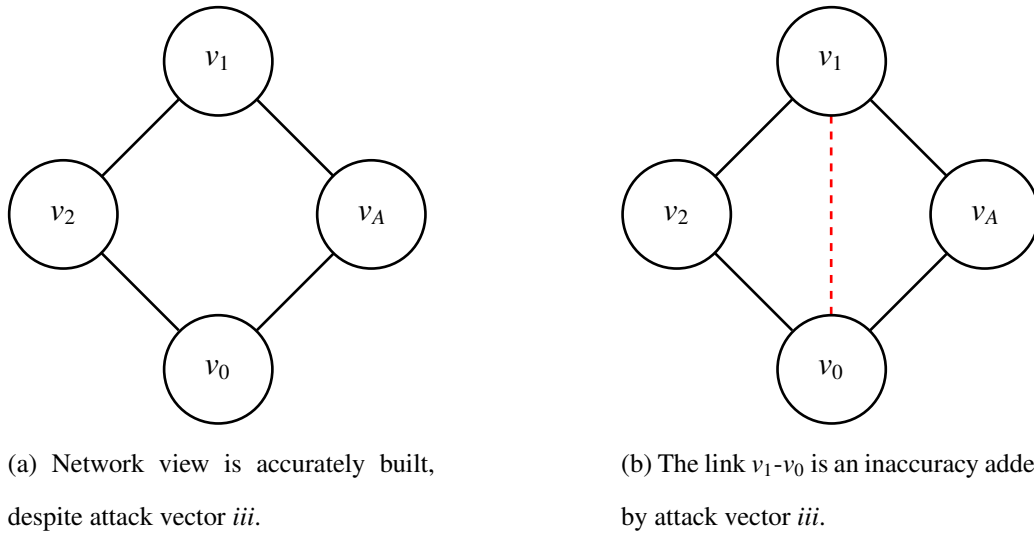 v1 v1
v2 vA v2 vA
v0 v0
(a) Network view is accurately built,
despite attack vector iii.
(b) The link v1-v0 is an inaccuracy adde
by attack vector iii.